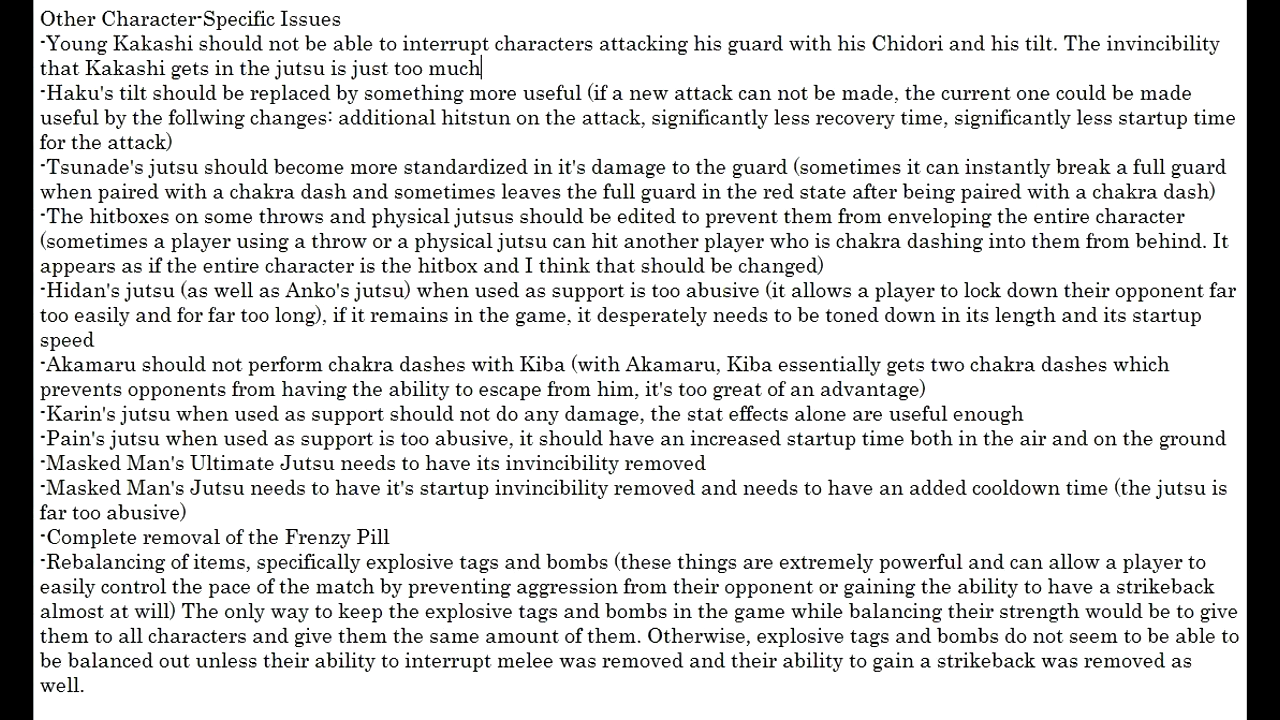 Other Character-Specific Issues
-Young Kakashi should not be able to interrupt characters attacking his guard with his Chidori and his tilt. The invincibility
that Kakashi gets in the jutsu is just too much
-Haku's tilt should be replaced by something more useful (if a new attack can not be made, the current one could be made
useful by the follwing changes: additional hitstun on the attack, significantly less recovery time, significantly less startup time
for the attack)
-Tsunade's jutsu should become more standardized in it's damage to the guard (sometimes it can instantly break a full guard
when paired with a chakra dash and sometimes leaves the full guard in the red state after being paired with a chakra dash)
-The hitboxes on some throws and physical jutsus should be edited to prevent them from enveloping the entire character
(sometimes a player using a throw or a physical jutsu can hit another player who is chakra dashing into them from behind. It
appears as if the entire character is the hitbox and I think that should be changed)
-Hidan's jutsu (as well as Anko's jutsu) when used as support is too abusive (it allows a player to lock down their opponent far
too easily and for far too long), if it remains in the game, it desperately needs to be toned down in its length and its startup
speed
-Akamaru should not perform chakra dashes with Kiba (with Akamaru, Kiba essentially gets two chakra dashes which
prevents opponents from having the ability to escape from him, it's too great of an advantage)
-Karin's jutsu when used as support should not do any damage, the stat effects alone are useful enough
-Pain's jutsu when used as support is too abusive, it should have an increased startup time both in the air and on the ground
-Masked Man's Ultimate Jutsu needs to have its invincibility removed
-Masked Man's Jutsu needs to have it's startup invincibility removed and needs to have an added cooldown time (the jutsu is
far too abusive)
-Complete removal of the Frenzy Pill
-Rebalancing of items, specifically explosive tags and bombs (these things are extremely powerful and can allow a player to
easily control the pace of the match by preventing aggression from their opponent or gaining the ability to have a strikeback
almost at will) The only way to keep the explosive tags and bombs in the game while balancing their strength would be to give
them to all characters and give them the same amount of them. Otherwise, explosive tags and bombs do not seem to be able to
be balanced out unless their ability to interrupt melee was removed and their ability to gain a strikeback was removed as
well.